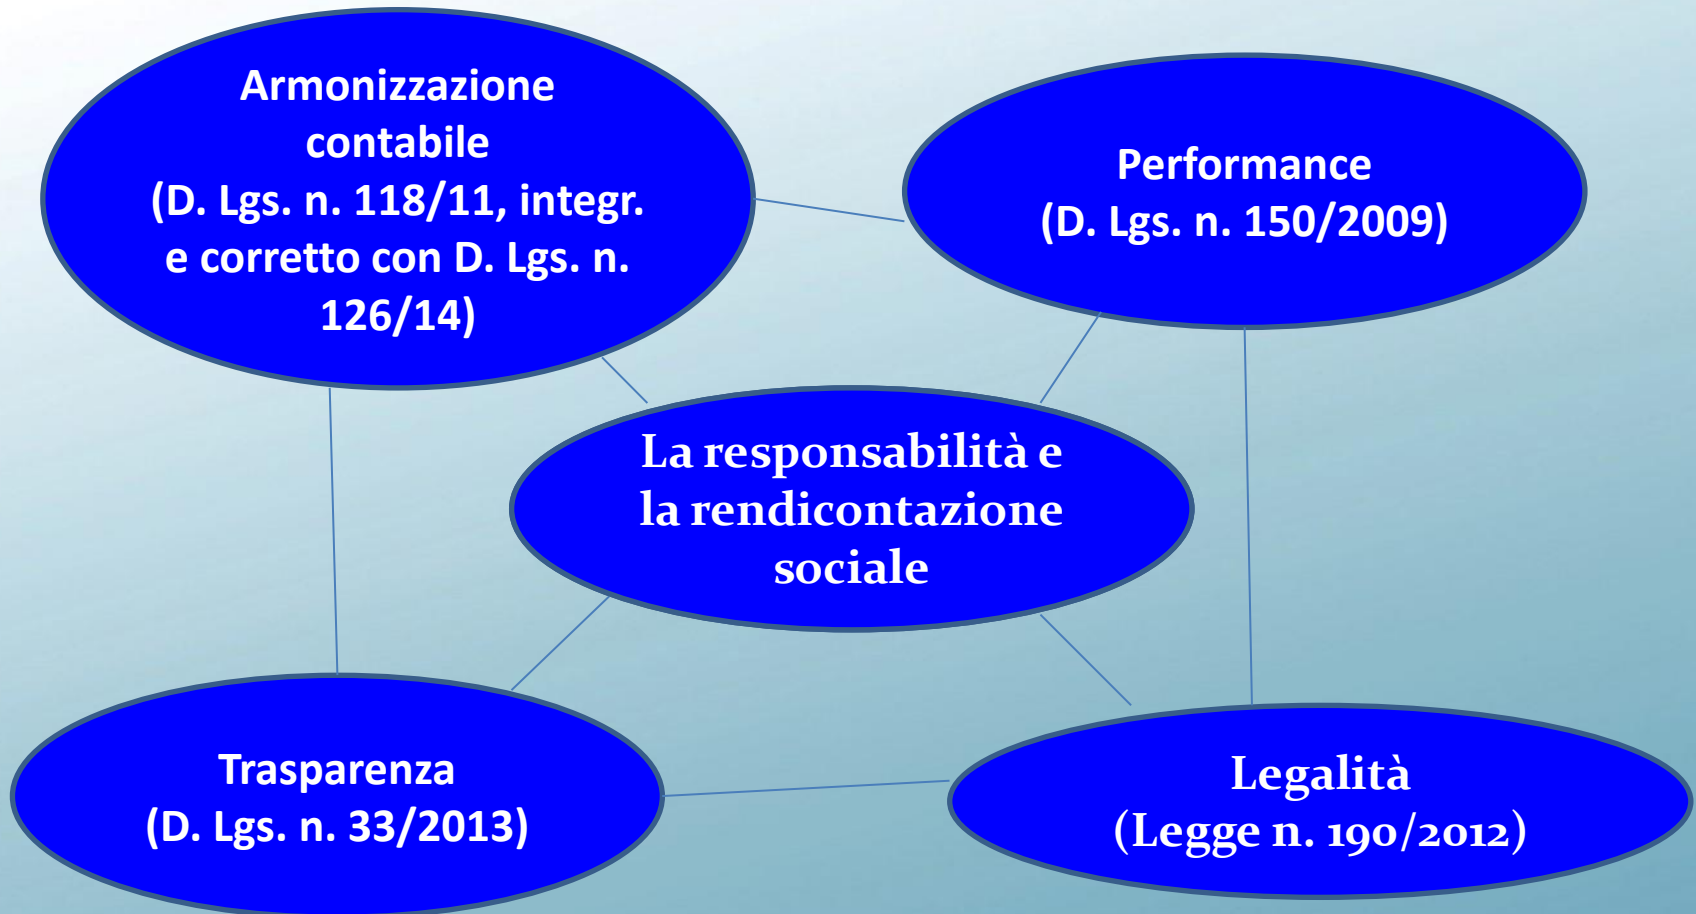 Armonizzazione
contabile
(D. Lgs. n. 118/11, integr.
e corretto con D. Lgs. n.
126/14)
Performance
(D. Lgs. n. 150/2009)
La responsabilità e
la rendicontazione
sociale
Trasparenza
(D. Lgs. n. 33/2013)
Legalità
(Legge n. 190/2012)